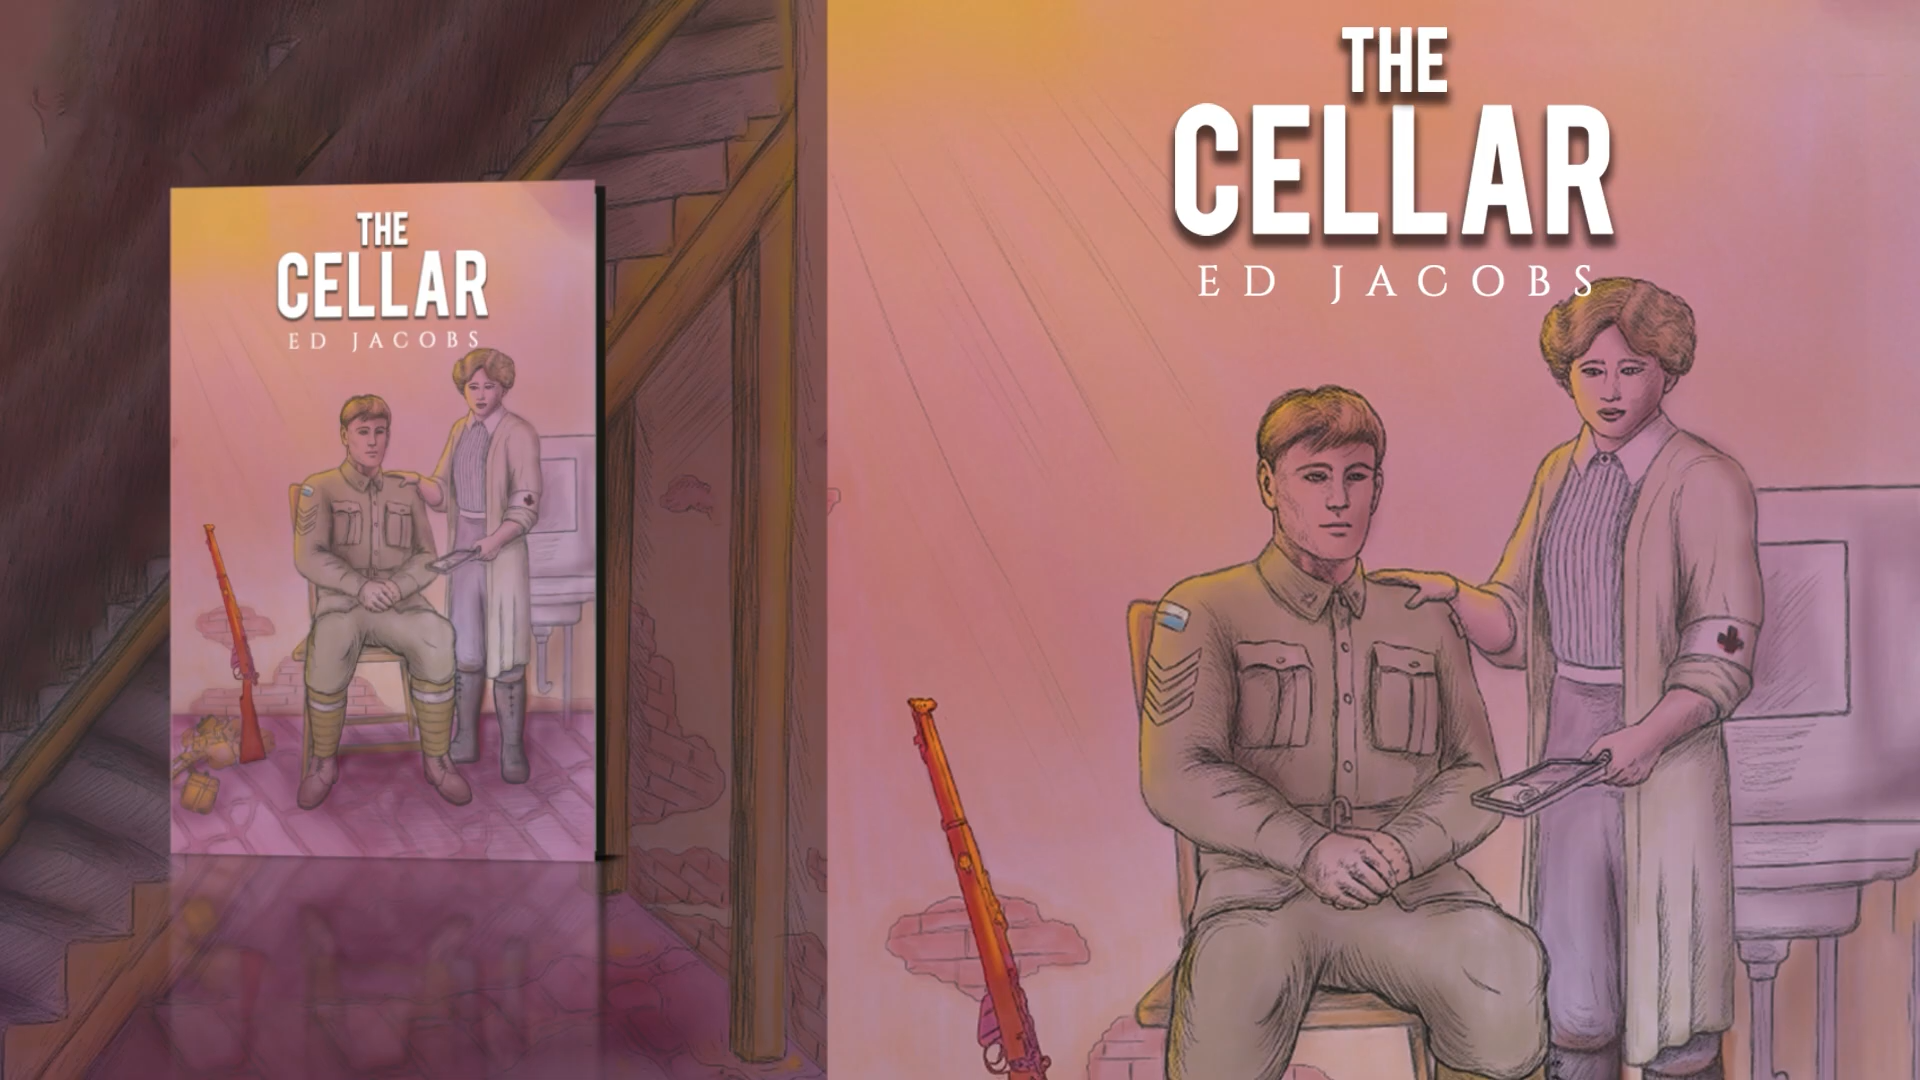 THE
CELLAR
ED JACOBS
THE
CELLAR
ED JACOBS